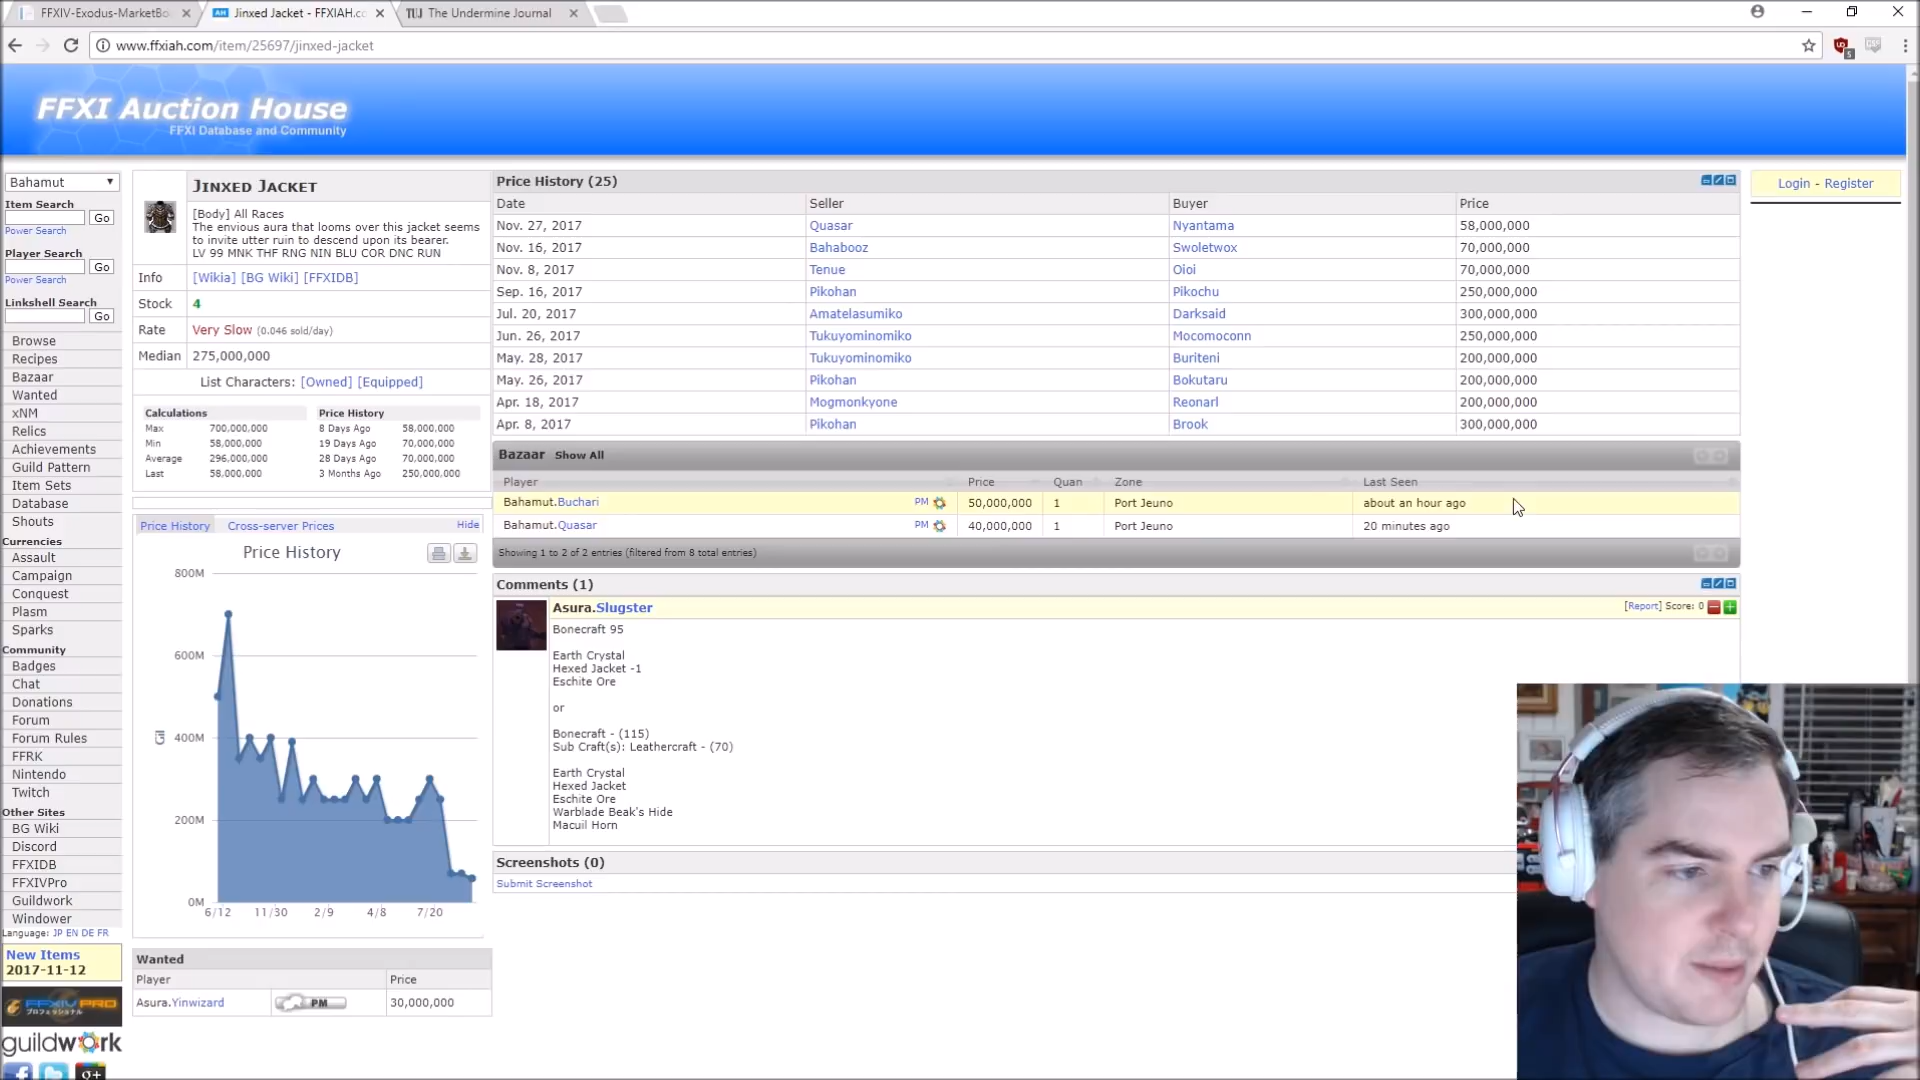 FFXIV-Exodus-MarketBo
Jinxed Jacket - FFXIAH.co
The Undermine Journal
www.ffxiah.com/item/25697/jinxed-jacket
FFXI Auction House
FFXI Database and Community
Bahamut
Item Search
Go
Power Search
Player Search
Go
Power Search
Linkshell Search
Go
Browse
Recipes
Bazaar
Wanted
xNM
Relics
Achievements
Guild Pattern
Item Sets
Database
Shouts
Currencies
Assault
Campaign
Conquest
Plasm
Sparks
Community
Badges
Chat
Donations
Forum
Forum Rules
FFRK
Nintendo
Twitch
Other Sites
BG Wiki
Discord
FFXIDB
FFXIVPro
Guildwork
Windower
Language: JP EN DE FR
New Items
2017-11-12
FFXIV PRO
プロフェッショナル
guildwork
g+
JINXED JACKET
[Body] All Races
The envious aura that looms over this jacket seems
to invite utter ruin to descend upon its bearer.
LV 99 MNK THF RNG NIN BLU COR DNC RUN
Info [Wikia] [BG Wiki] [FFXIDB]
Stock 4
Rate Very Slow (0.046 sold/day)
Median 275,000,000
List Characters: [Owned] [Equipped]
Calculations Price History
Max 700,000,000 8 Days Ago 58,000,000
Min 58,000,000 19 Days Ago 70,000,000
Average 296,000,000 28 Days Ago 70,000,000
Last 58,000,000 3 Months Ago 250,000,000
Price History Cross-server Prices Hide
Price History
800M
600M
400M
200M
0M
Gil
6/12 11/30 2/9 4/8 7/20
Wanted
Player Price
Asura.Yinwizard PM 30,000,000
Price History (25)
Date Seller Buyer Price
Nov. 27, 2017 Quasar Nyantama 58,000,000
Nov. 16, 2017 Bahabooz Swoletwox 70,000,000
Nov. 8, 2017 Tenue Oioi 70,000,000
Sep. 16, 2017 Pikohan Pikochu 250,000,000
Jul. 20, 2017 Amatelasumiko Darksaid 300,000,000
Jun. 26, 2017 Tukuyominomiko Mocomoconn 250,000,000
May. 28, 2017 Tukuyominomiko Buriteni 200,000,000
May. 26, 2017 Pikohan Bokutaru 200,000,000
Apr. 18, 2017 Mogmonkyone Reonarl 200,000,000
Apr. 8, 2017 Pikohan Brook 300,000,000
Bazaar Show All
Player Price Quan Zone Last Seen
Bahamut.Buchari PM 50,000,000 1 Port Jeuno about an hour ago
Bahamut.Quasar PM 40,000,000 1 Port Jeuno 20 minutes ago
Showing 1 to 2 of 2 entries (filtered from 8 total entries)
Comments (1)
Asura.Slugster [Report] Score: 0
Bonecraft 95
Earth Crystal
Hexed Jacket -1
Eschite Ore
or
Bonecraft - (115)
Sub Craft(s): Leathercraft - (70)
Earth Crystal
Hexed Jacket
Eschite Ore
Warblade Beak's Hide
Macuil Horn
Screenshots (0)
Submit Screenshot
Login - Register